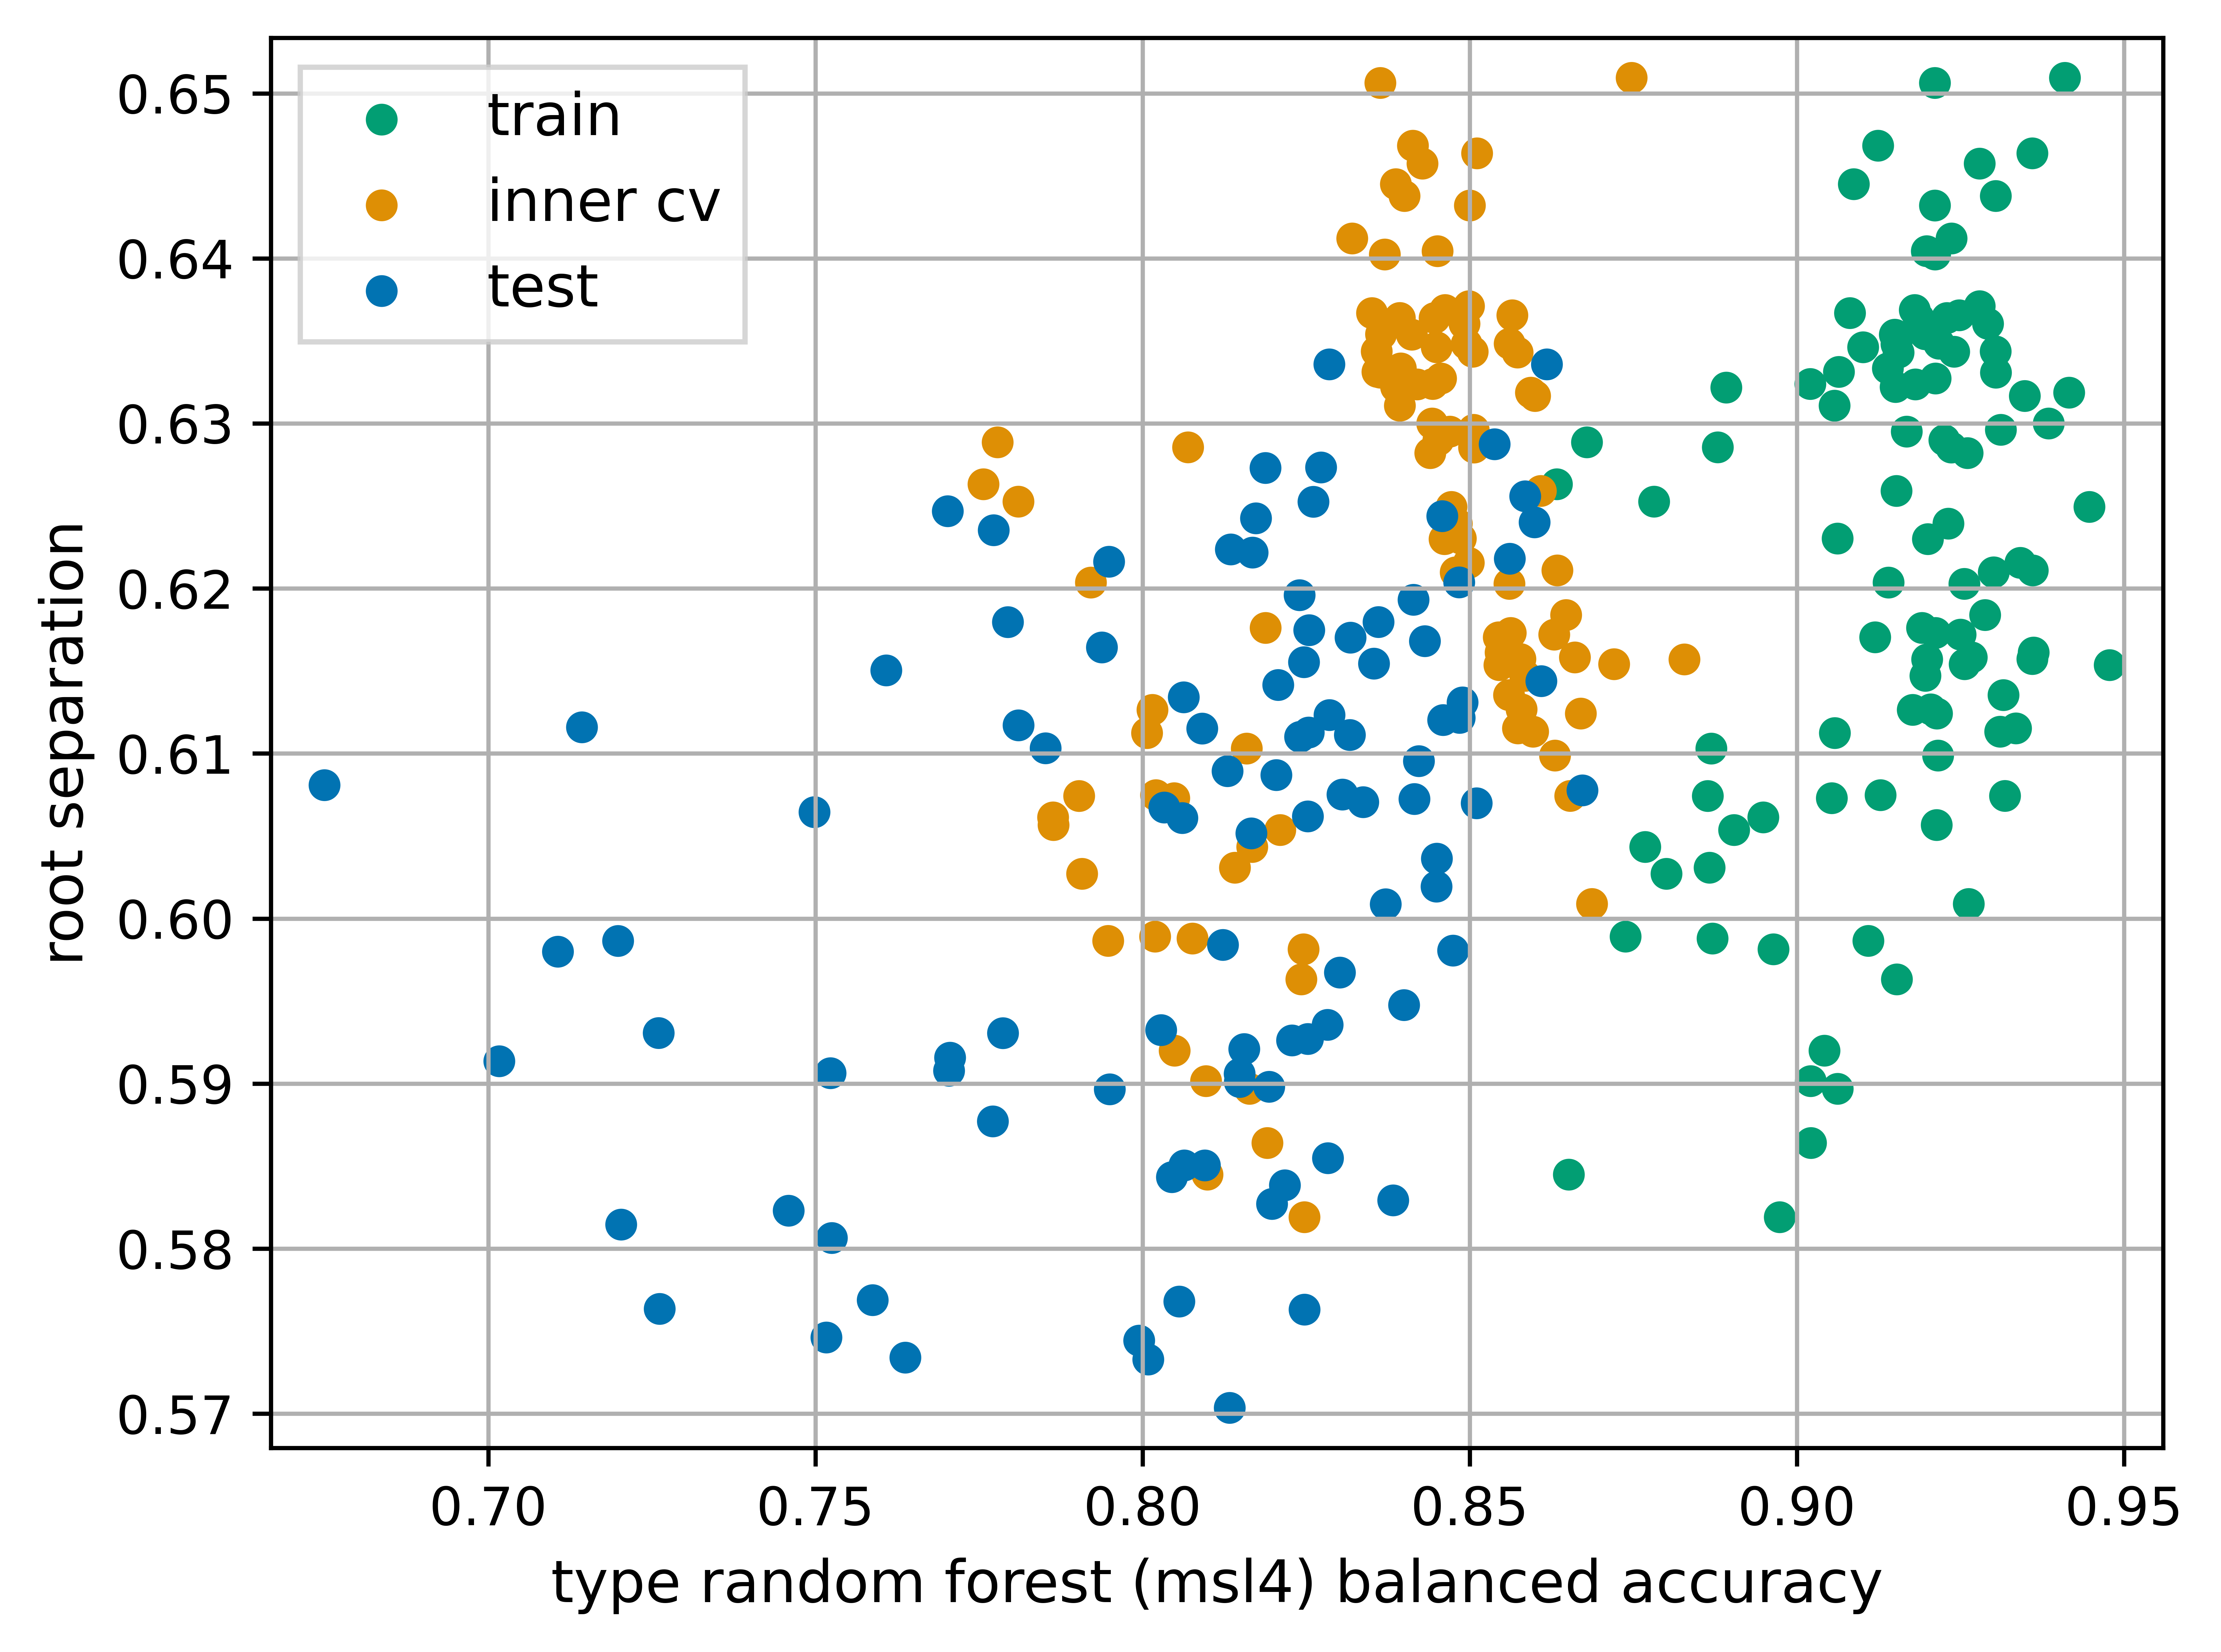 train
inner cv
test
0.65
0.64
0.63
0.62
0.61
0.60
0.59
0.58
0.57
root separation
0.70 0.75 0.80 0.85 0.90 0.95
type random forest (msl4) balanced accuracy